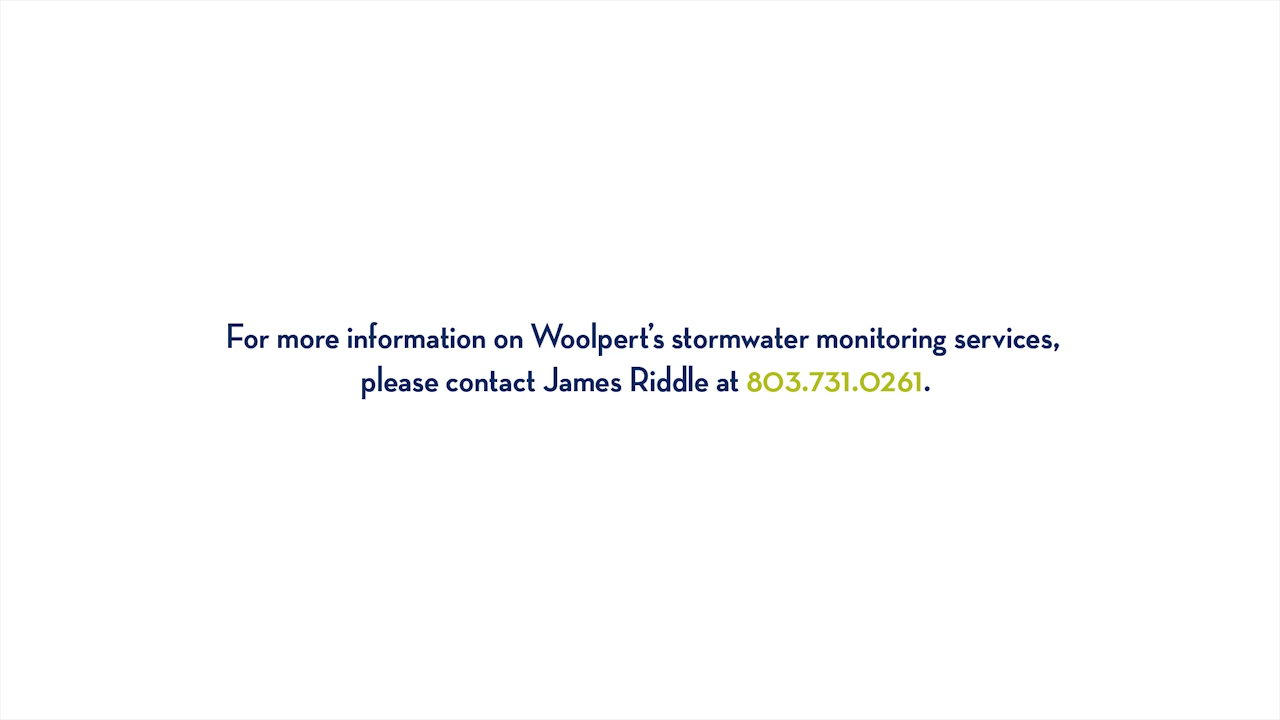 For more information on Woolpert’s stormwater monitoring services,
please contact James Riddle at 803.731.0261.